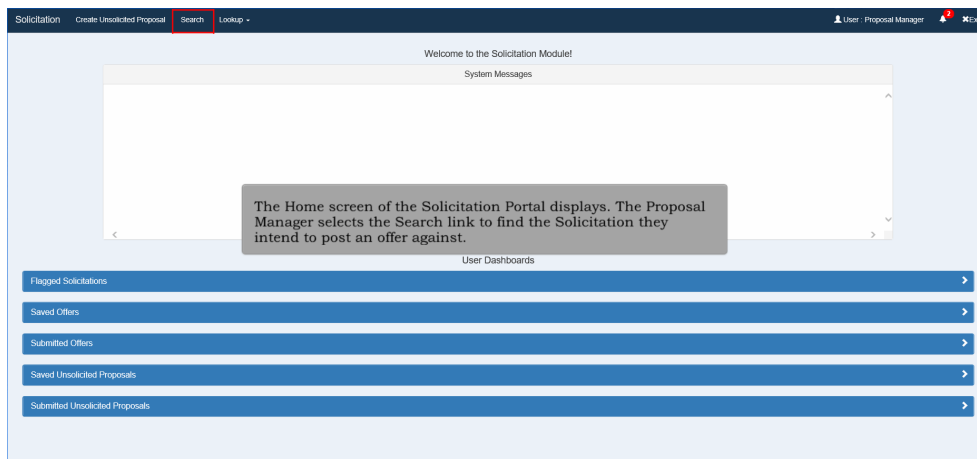 Solicitation Create Unsolicited Proposal Search Lookup User : Proposal Manager 2
Welcome to the Solicitation Module!
System Messages
The Home screen of the Solicitation Portal displays. The Proposal
Manager selects the Search link to find the Solicitation they
intend to post an offer against.
User Dashboards
Flagged Solicitations
Saved Offers
Submitted Offers
Saved Unsolicited Proposals
Submitted Unsolicited Proposals